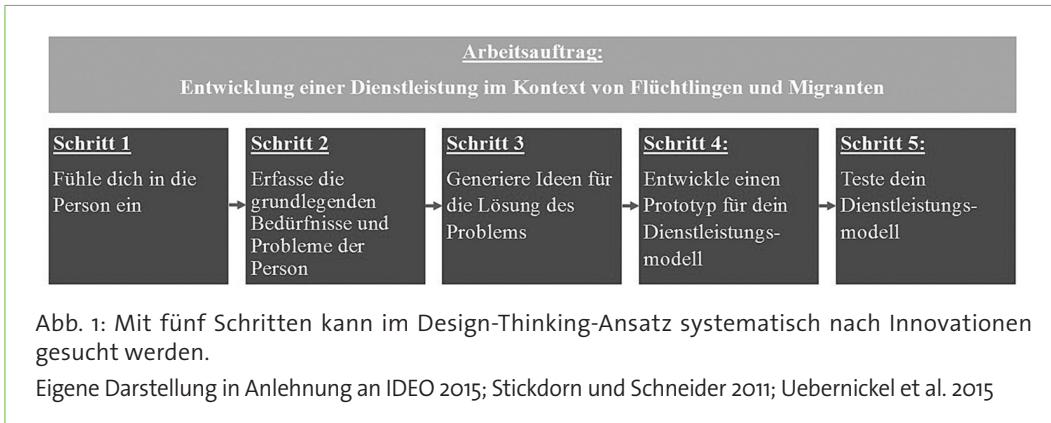 Arbeitsauftrag:
Entwicklung einer Dienstleistung im Kontext von Flüchtlingen und Migranten
Schritt 1
Fühle dich in die
Person ein
Schritt 2
Erfasse die
grundlegenden
Bedürfnisse und
Probleme der
Person
Schritt 3
Generiere Ideen für
die Lösung des
Problems
Schritt 4:
Entwickle einen
Prototyp für dein
Dienstleistungs-
modell
Schritt 5:
Teste dein
Dienstleistungs-
modell
Abb. 1: Mit fünf Schritten kann im Design-Thinking-Ansatz systematisch nach Innovationen
gesucht werden.
Eigene Darstellung in Anlehnung an IDEO 2015; Stickdorn und Schneider 2011; Uebernickel et al. 2015